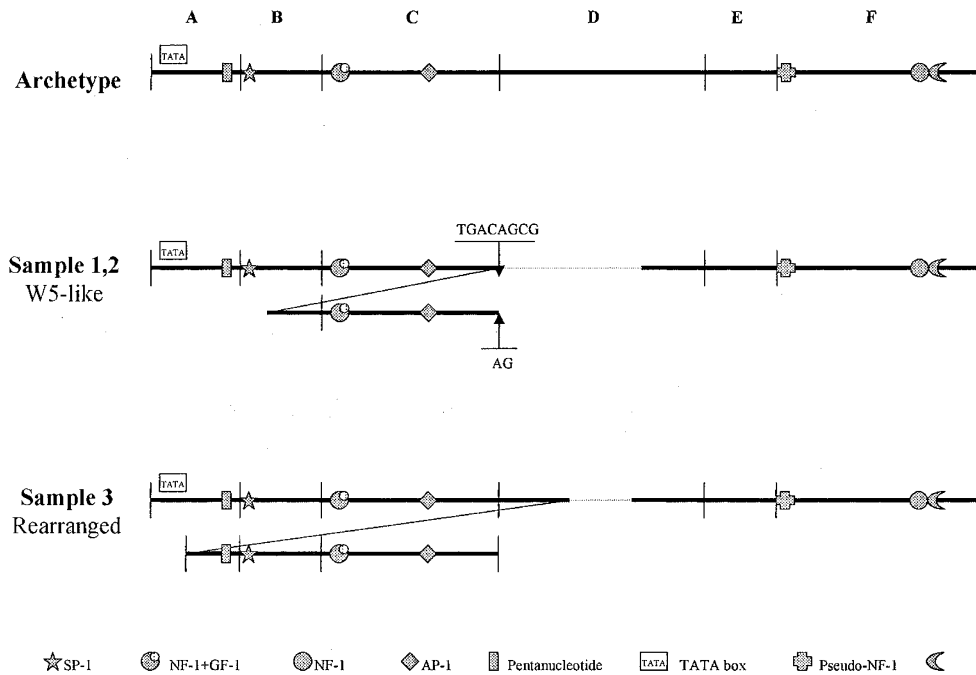 A B C D E F
TATA
Archetype
TGACAGCG
TATA
Sample 1,2
W5-like
AG
TATA
Sample 3
Rearranged
SP-1 NF-1+GF-1 NF-1 AP-1 Pentanucleotide TATA TATA box Pseudo-NF-1